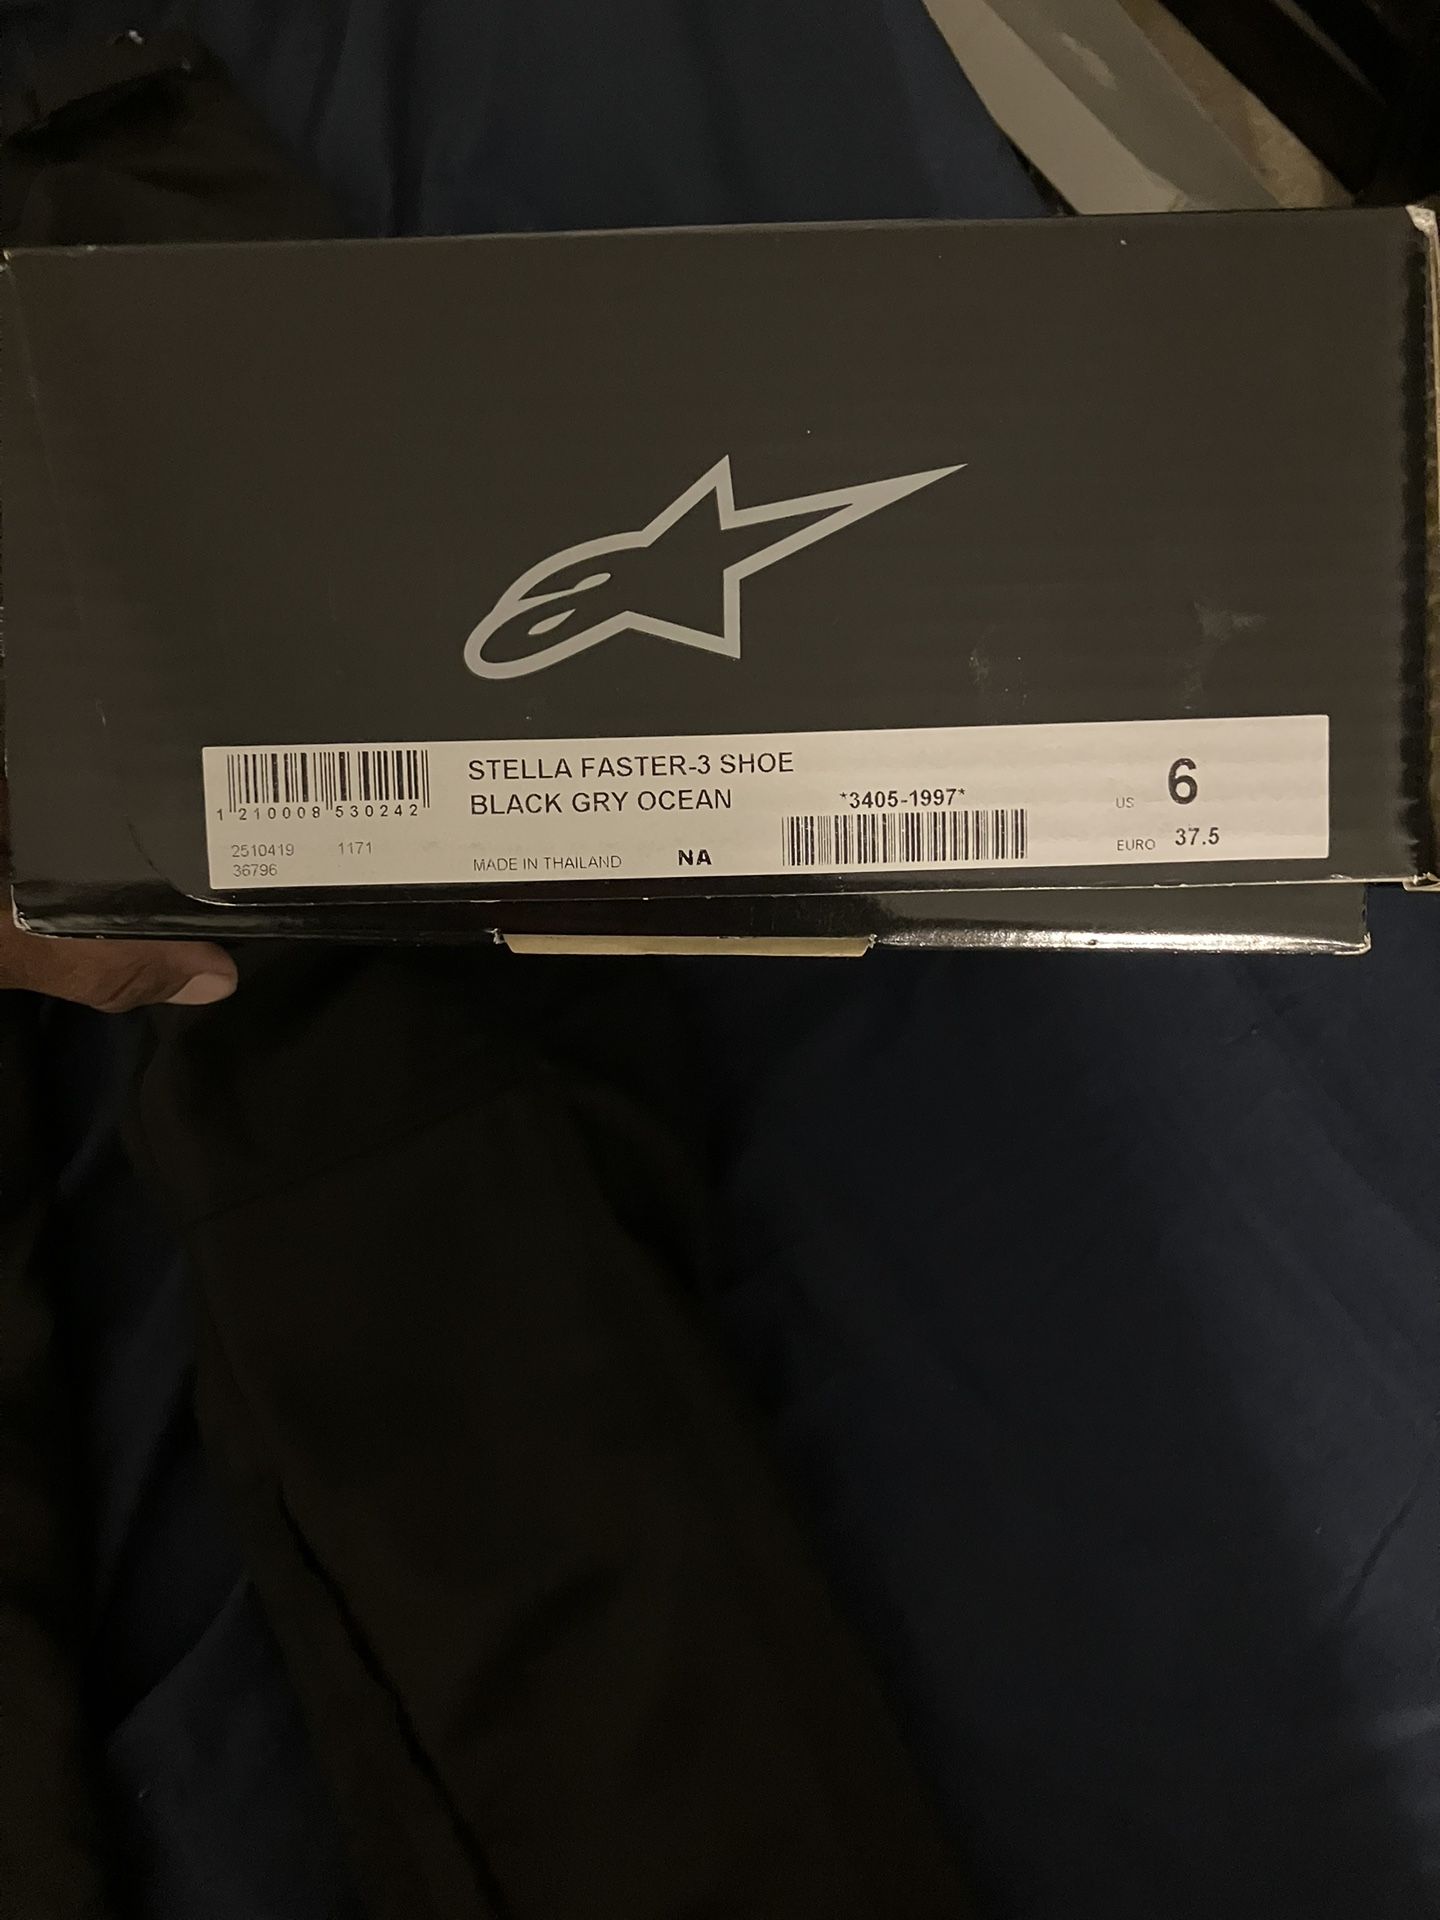 STELLA FASTER-3 SHOE
BLACK GRY OCEAN
1 210008 530242
2510419 1171
36796
MADE IN THAILAND NA
*3405-1997*
US 6
EURO 37.5